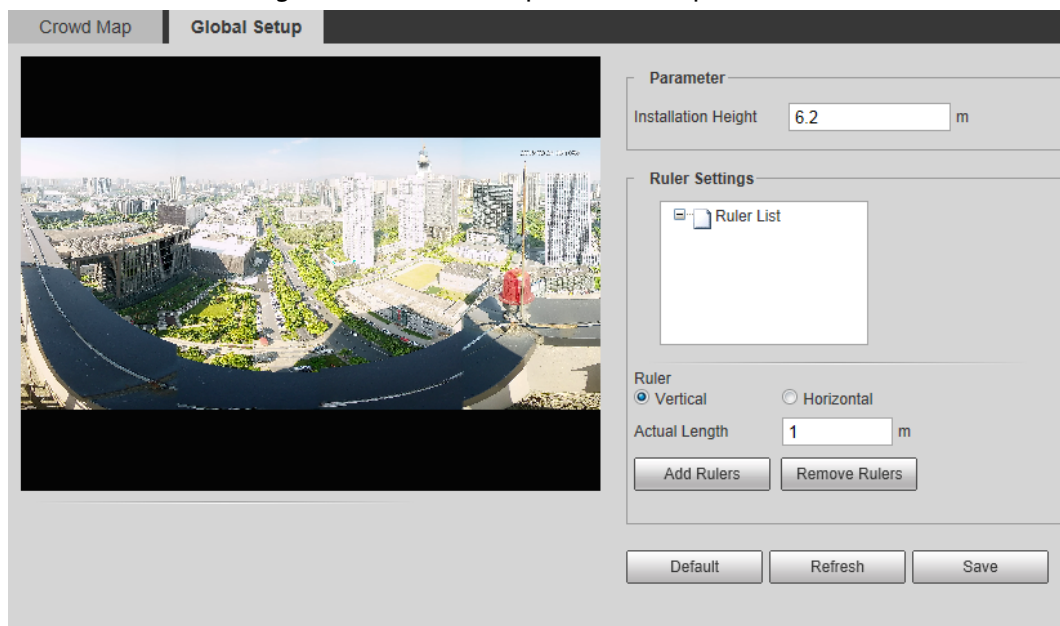 Crowd Map
Global Setup
Parameter
Installation Height 6.2 m
Ruler Settings
Ruler List
Ruler
Vertical Horizontal
Actual Length 1 m
Add Rulers Remove Rulers
Default Refresh Save